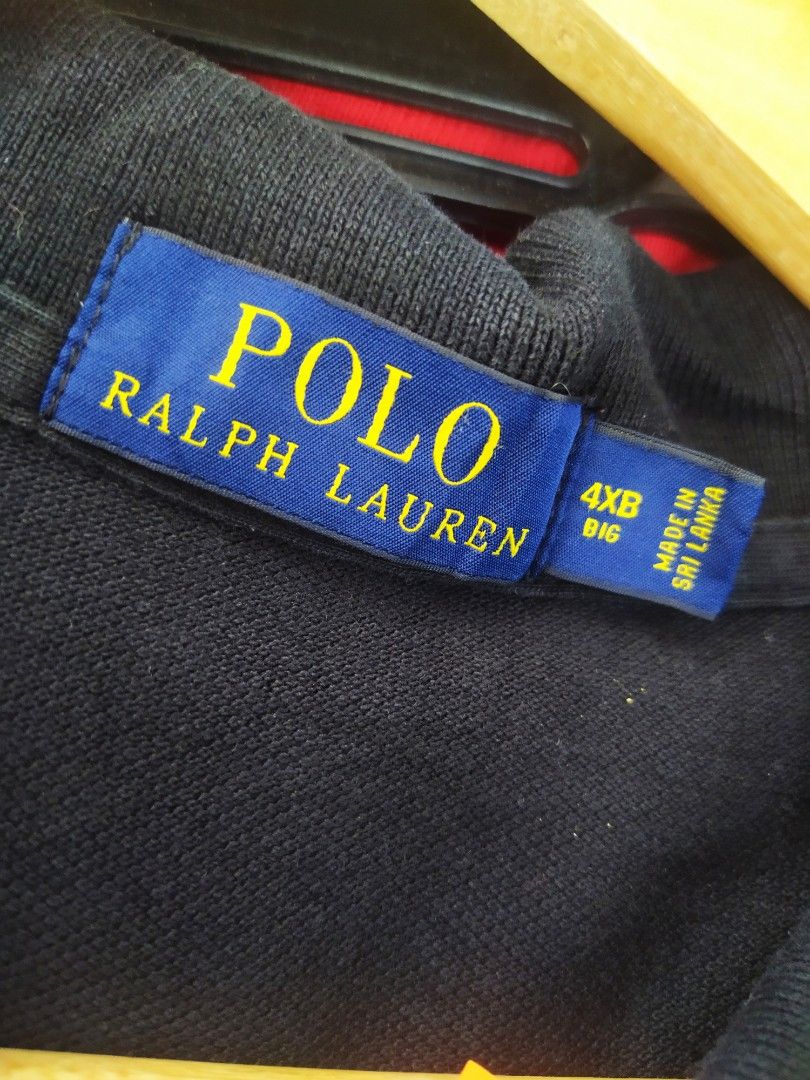 POLO
RALPH LAUREN
4XB
BIG
MADE IN
SRI LANKA